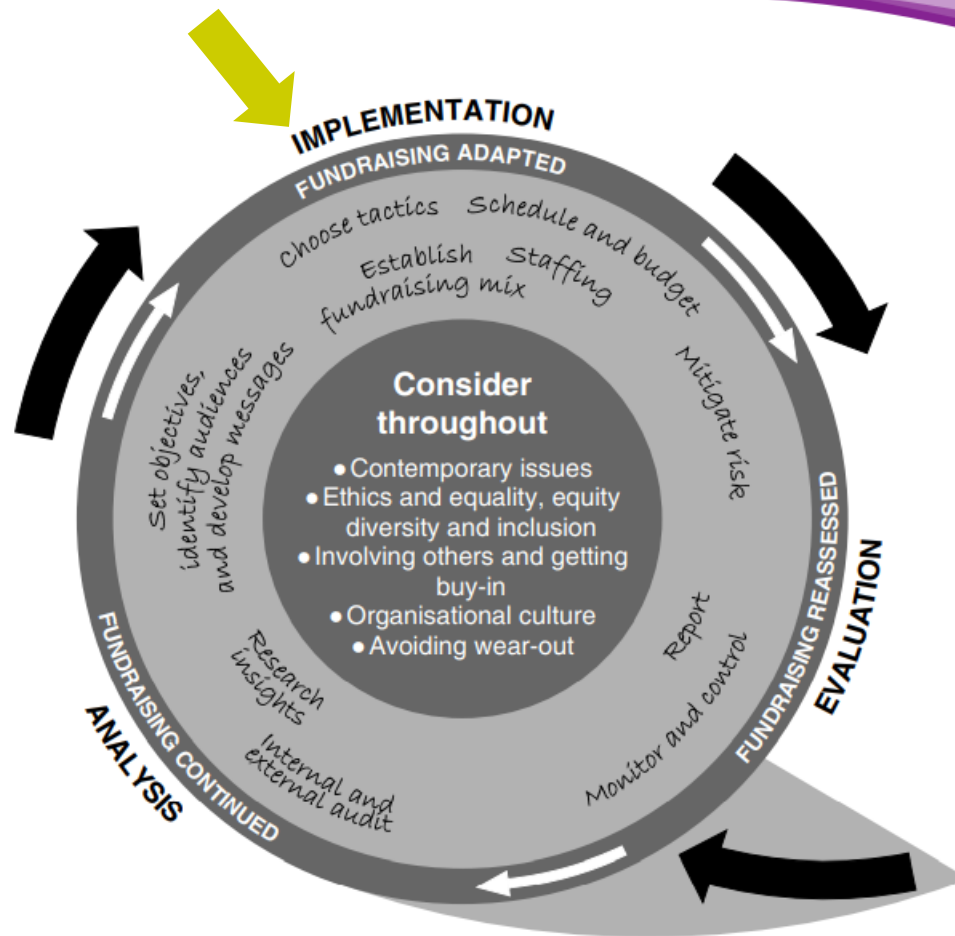 IMPLEMENTATION
FUNDRAISING ADAPTED
Choose tactics
Schedule and budget
Establish
fundraising mix
Staffing
Mitigate risk
Set objectives,
identify audiences
and develop messages
Consider
throughout
● Contemporary issues
● Ethics and equality, equity
diversity and inclusion
● Involving others and getting
buy-in
● Organisational culture
● Avoiding wear-out
FUNDRAISING REASSESSED
EVALUATION
Report
Monitor and control
Research
insights
Internal and
external audit
FUNDRAISING CONTINUED
ANALYSIS